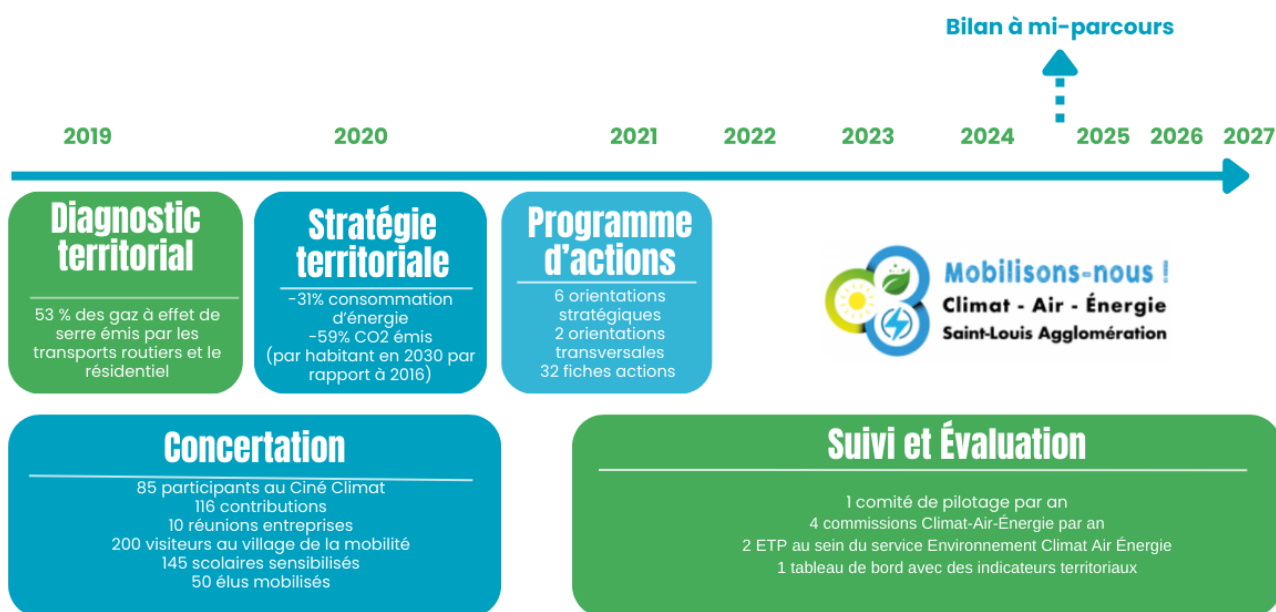 Bilan à mi-parcours
2019
2020
2021
2022
2023
2024
2025
2026
2027
Diagnostic
territorial
53 % des gaz à effet de
serre émis par les
transports routiers et le
résidentiel
Stratégie
territoriale
-31% consommation
d'énergie
-59% CO2 émis
(par habitant en 2030 par
rapport à 2016)
Programme
d'actions
6 orientations
stratégiques
2 orientations
transversales
32 fiches actions
Mobilisons-nous !
Climat - Air - Énergie
Saint-Louis Agglomération
Concertation
85 participants au Ciné Climat
116 contributions
10 réunions entreprises
200 visiteurs au village de la mobilité
145 scolaires sensibilisés
50 élus mobilisés
Suivi et Évaluation
1 comité de pilotage par an
4 commissions Climat-Air-Énergie par an
2 ETP au sein du service Environnement Climat Air Énergie
1 tableau de bord avec des indicateurs territoriaux